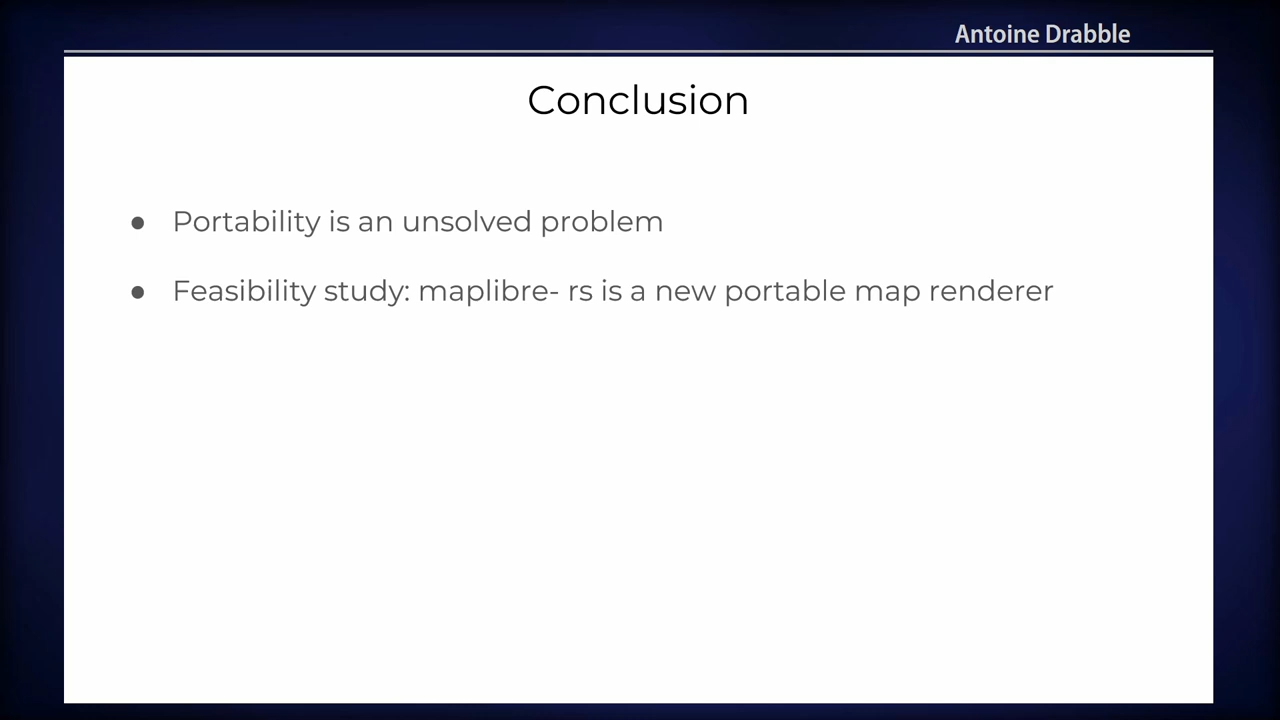 Antoine Drabble
Conclusion
● Portability is an unsolved problem
● Feasibility study: maplibre- rs is a new portable map renderer